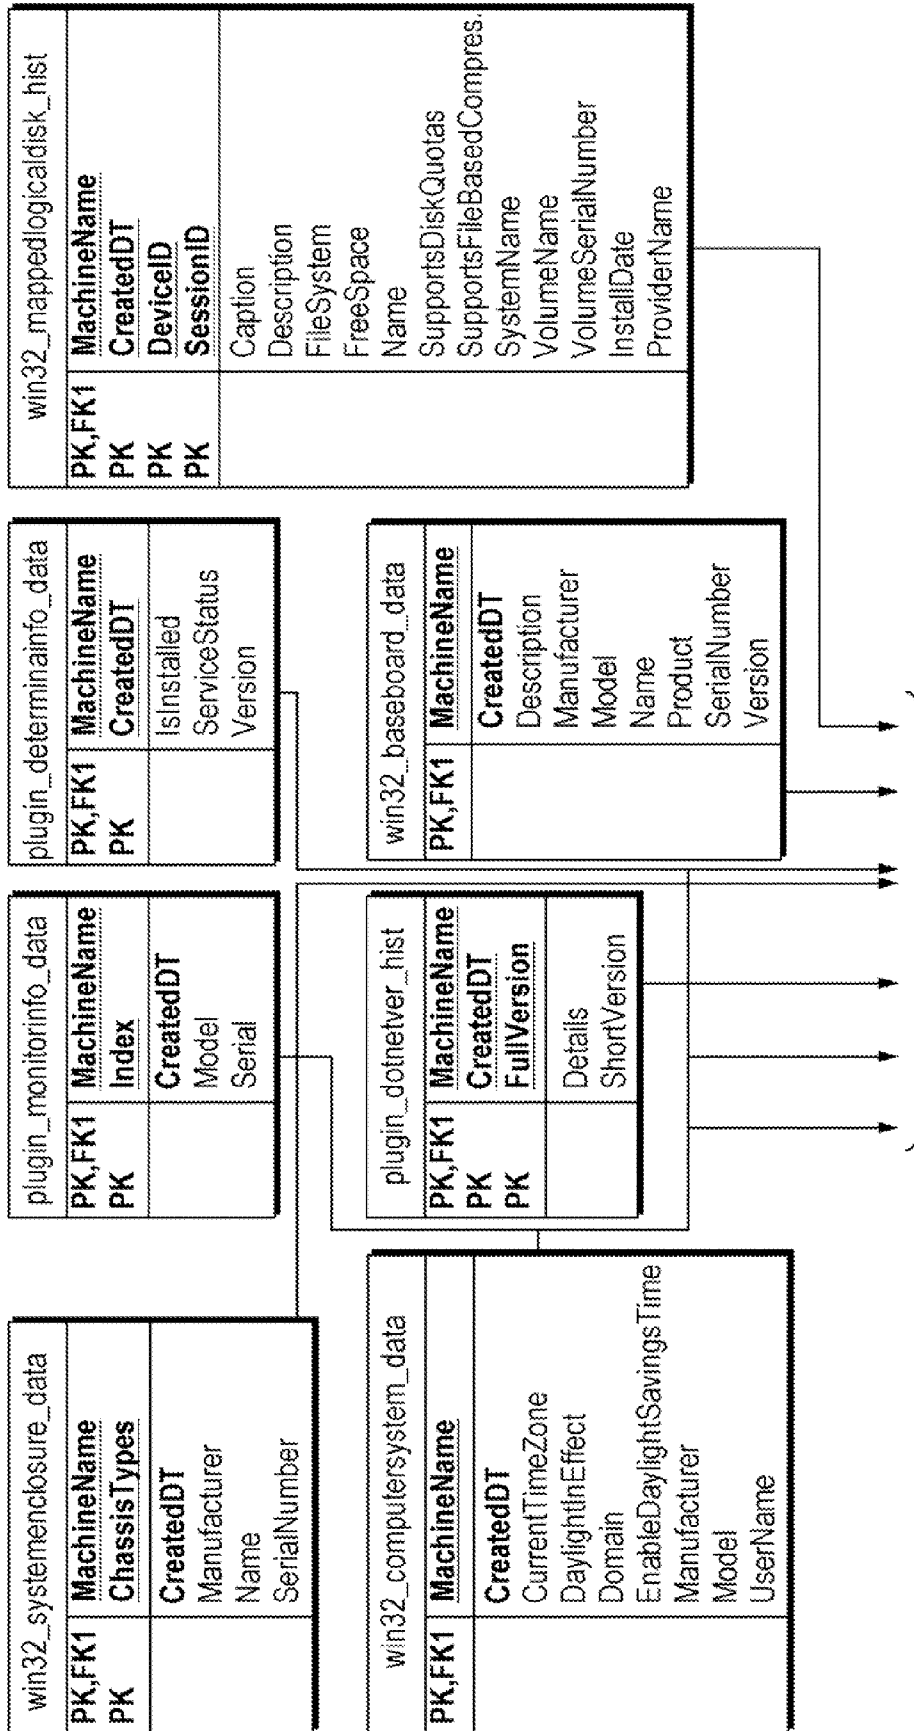 win32_systemenclosure_data
PK,FK1 MachineName
PK ChassisTypes
CreatedDT
Manufacturer
Name
SerialNumber
plugin_monitorinfo_data
PK,FK1 MachineName
PK Index
CreatedDT
Model
Serial
plugin_determinainfo_data
PK,FK1 MachineName
PK CreatedDT
IsInstalled
ServiceStatus
Version
win32_mappedlogicaldisk_hist
PK,FK1 MachineName
PK CreatedDT
PK DeviceID
PK SessionID
Caption
Description
FileSystem
FreeSpace
Name
SupportsDiskQuotas
SupportsFileBasedCompres.
SystemName
VolumeName
VolumeSerialNumber
InstallDate
ProviderName
win32_computersystem_data
PK,FK1 MachineName
CreatedDT
CurrentTimeZone
DaylightInEffect
Domain
EnableDaylightSavingsTime
Manufacturer
Model
UserName
plugin_dotnetver_hist
PK,FK1 MachineName
PK CreatedDT
PK FullVersion
Details
ShortVersion
win32_baseboard_data
PK,FK1 MachineName
CreatedDT
Description
Manufacturer
Model
Name
Product
SerialNumber
Version